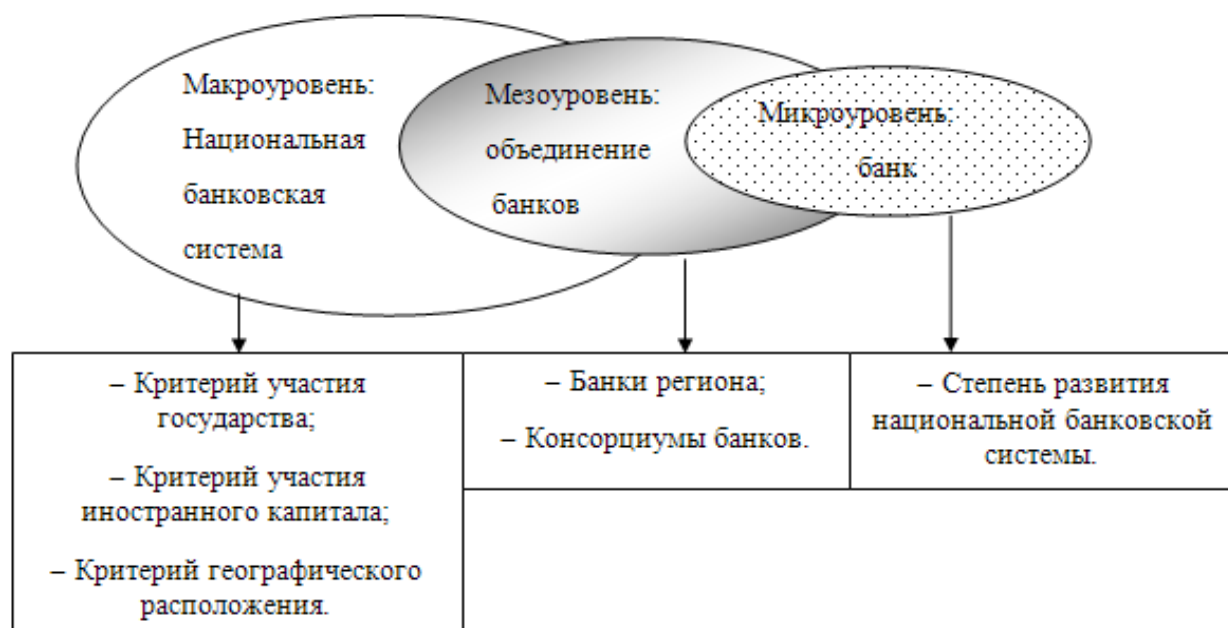 Макроуровень:
Национальная
банковская
система
Мезоуровень:
объединение
банков
Микроуровень:
банк
– Критерий участия
государства;
– Критерий участия
иностранного капитала;
– Критерий географического
расположения.
– Банки региона;
– Консорциумы банков.
– Степень развития
национальной банковской
системы.